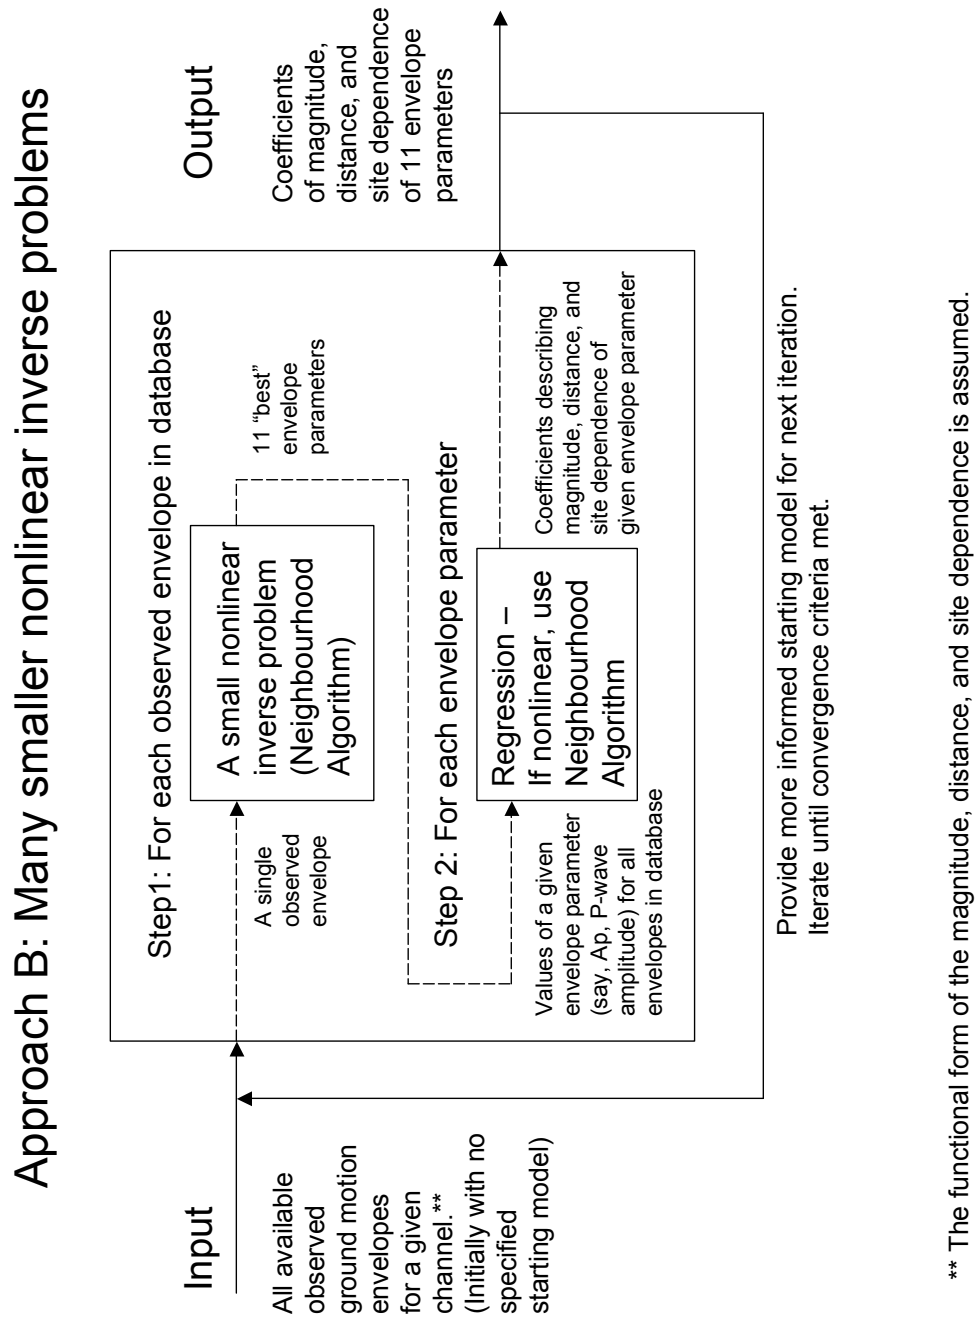 Approach B: Many smaller nonlinear inverse problems
Input
All available
observed
ground motion
envelopes
for a given
channel.**
(Initially with no
specified
starting model)
Step1: For each observed envelope in database
A single
observed
envelope
A small nonlinear
inverse problem
(Neighbourhood
Algorithm)
11 “best”
envelope
parameters
Step 2: For each envelope parameter
Values of a given
envelope parameter
(say, Ap, P-wave
amplitude) for all
envelopes in database
Regression –
If nonlinear, use
Neighbourhood
Algorithm
Coefficients describing
magnitude, distance, and
site dependence of
given envelope parameter
Output
Coefficients
of magnitude,
distance, and
site dependence
of 11 envelope
parameters
Provide more informed starting model for next iteration.
Iterate until convergence criteria met.
** The functional form of the magnitude, distance, and site dependence is assumed.